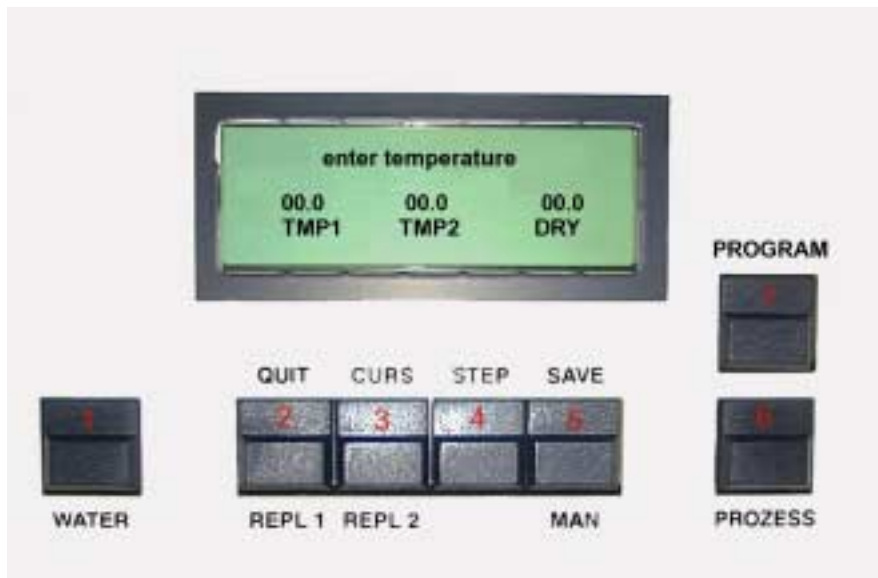 enter temperature
00.0 00.0 00.0
TMP1 TMP2 DRY
PROGRAM
QUIT CURS STEP SAVE
1 2 3 4 5 6
WATER REPL 1 REPL 2 MAN PROZESS